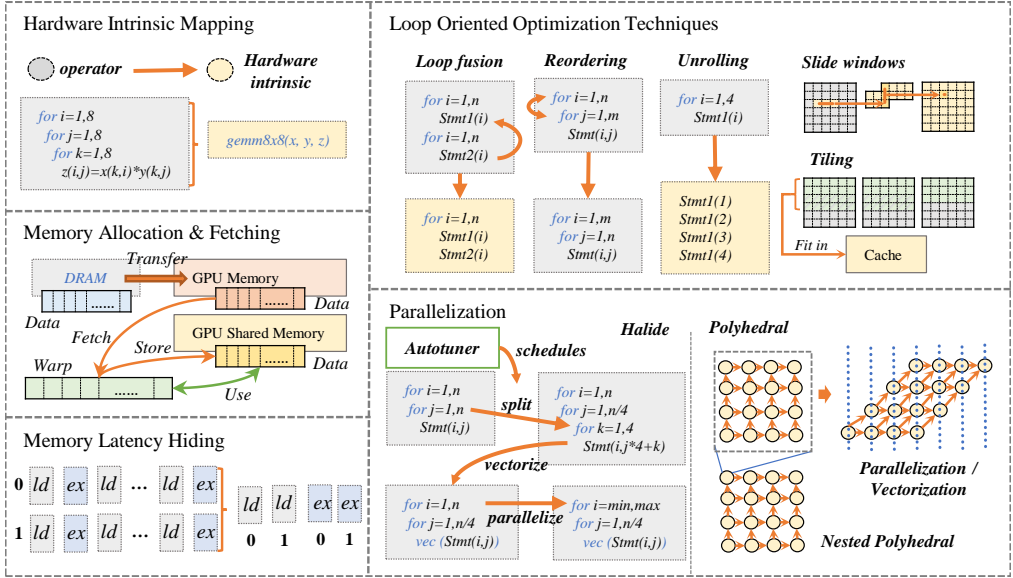 Hardware Intrinsic Mapping
operator
Hardware
intrinsic
for i=1,8
for j=1,8
for k=1,8
z(i,j)=x(k,i)*y(k,j)
gemm8x8(x, y, z)
Memory Allocation & Fetching
DRAM
Transfer
GPU Memory
......
......
Data
Data
Fetch
GPU Shared Memory
Store
......
Data
Warp
......
Use
Memory Latency Hiding
0 ld ex ld ... ld ex
1 ld ex ld ... ld ex
ld ld ex ex
0 1 0 1
Loop Oriented Optimization Techniques
Loop fusion
for i=1,n
Stmt1(i)
for i=1,n
Stmt2(i)
for i=1,n
Stmt1(i)
Stmt2(i)
Reordering
for i=1,n
for j=1,m
Stmt(i,j)
for i=1,m
for j=1,n
Stmt(i,j)
Unrolling
for i=1,4
Stmt1(i)
Stmt1(1)
Stmt1(2)
Stmt1(3)
Stmt1(4)
Slide windows
Tiling
Fit in
Cache
Parallelization
Halide
Autotuner
schedules
for i=1,n
for j=1,n
Stmt(i,j)
split
for i=1,n
for j=1,n/4
for k=1,4
Stmt(i,j*4+k)
vectorize
for i=1,n
for j=1,n/4
vec (Stmt(i,j))
parallelize
for i=min,max
for j=1,n/4
vec (Stmt(i,j))
Polyhedral
Parallelization /
Vectorization
Nested Polyhedral